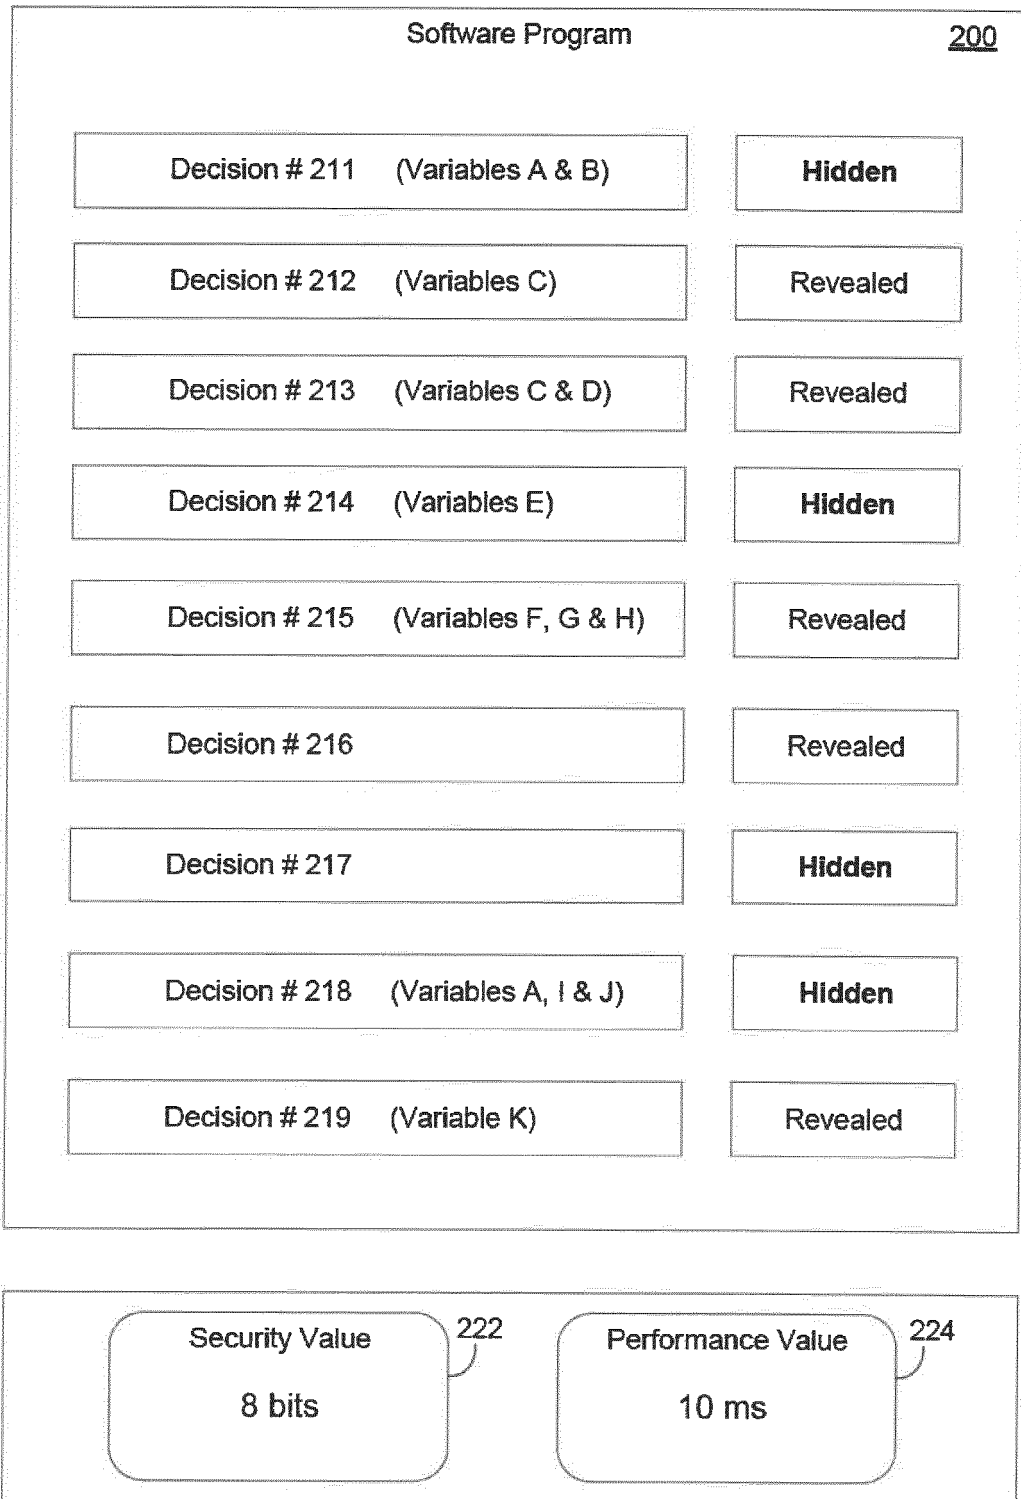 Software Program 200
Decision # 211 (Variables A & B) Hidden
Decision # 212 (Variables C) Revealed
Decision # 213 (Variables C & D) Revealed
Decision # 214 (Variables E) Hidden
Decision # 215 (Variables F, G & H) Revealed
Decision # 216 Revealed
Decision # 217 Hidden
Decision # 218 (Variables A, I & J) Hidden
Decision # 219 (Variable K) Revealed
Security Value 222 Performance Value 224
8 bits 10 ms